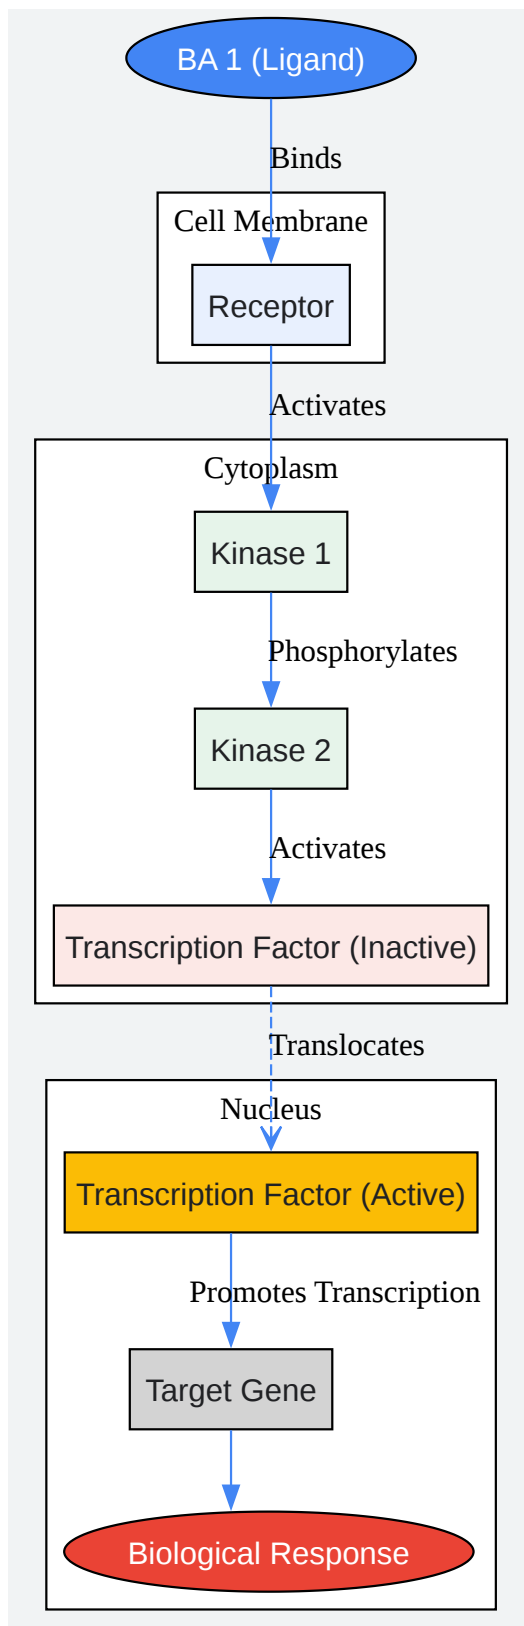 BA 1 (Ligand)
Binds
Cell Membrane
Receptor
Activates
Cytoplasm
Kinase 1
Phosphorylates
Kinase 2
Activates
Transcription Factor (Inactive)
Translocates
Nucleus
Transcription Factor (Active)
Promotes Transcription
Target Gene
Biological Response